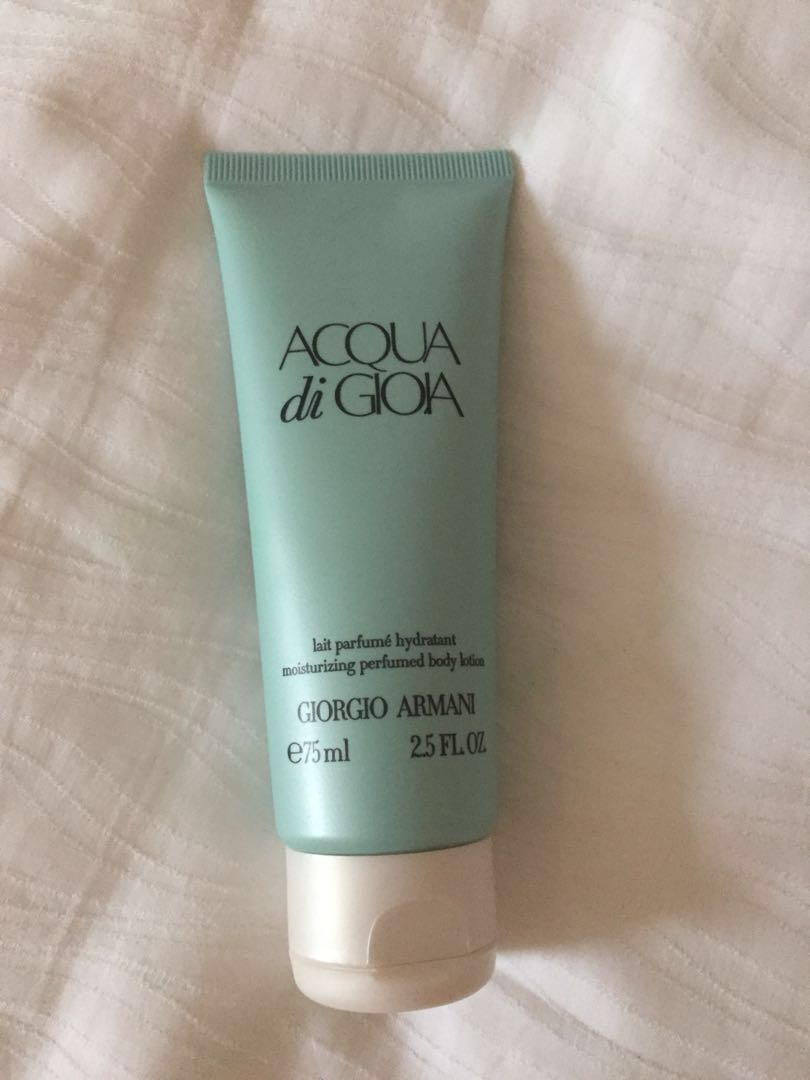 ACQUA
di GIOIA
lait parfumé hydratant
moisturizing perfumed body lotion
GIORGIO ARMANI
℮75 ml 2.5 FL. OZ.